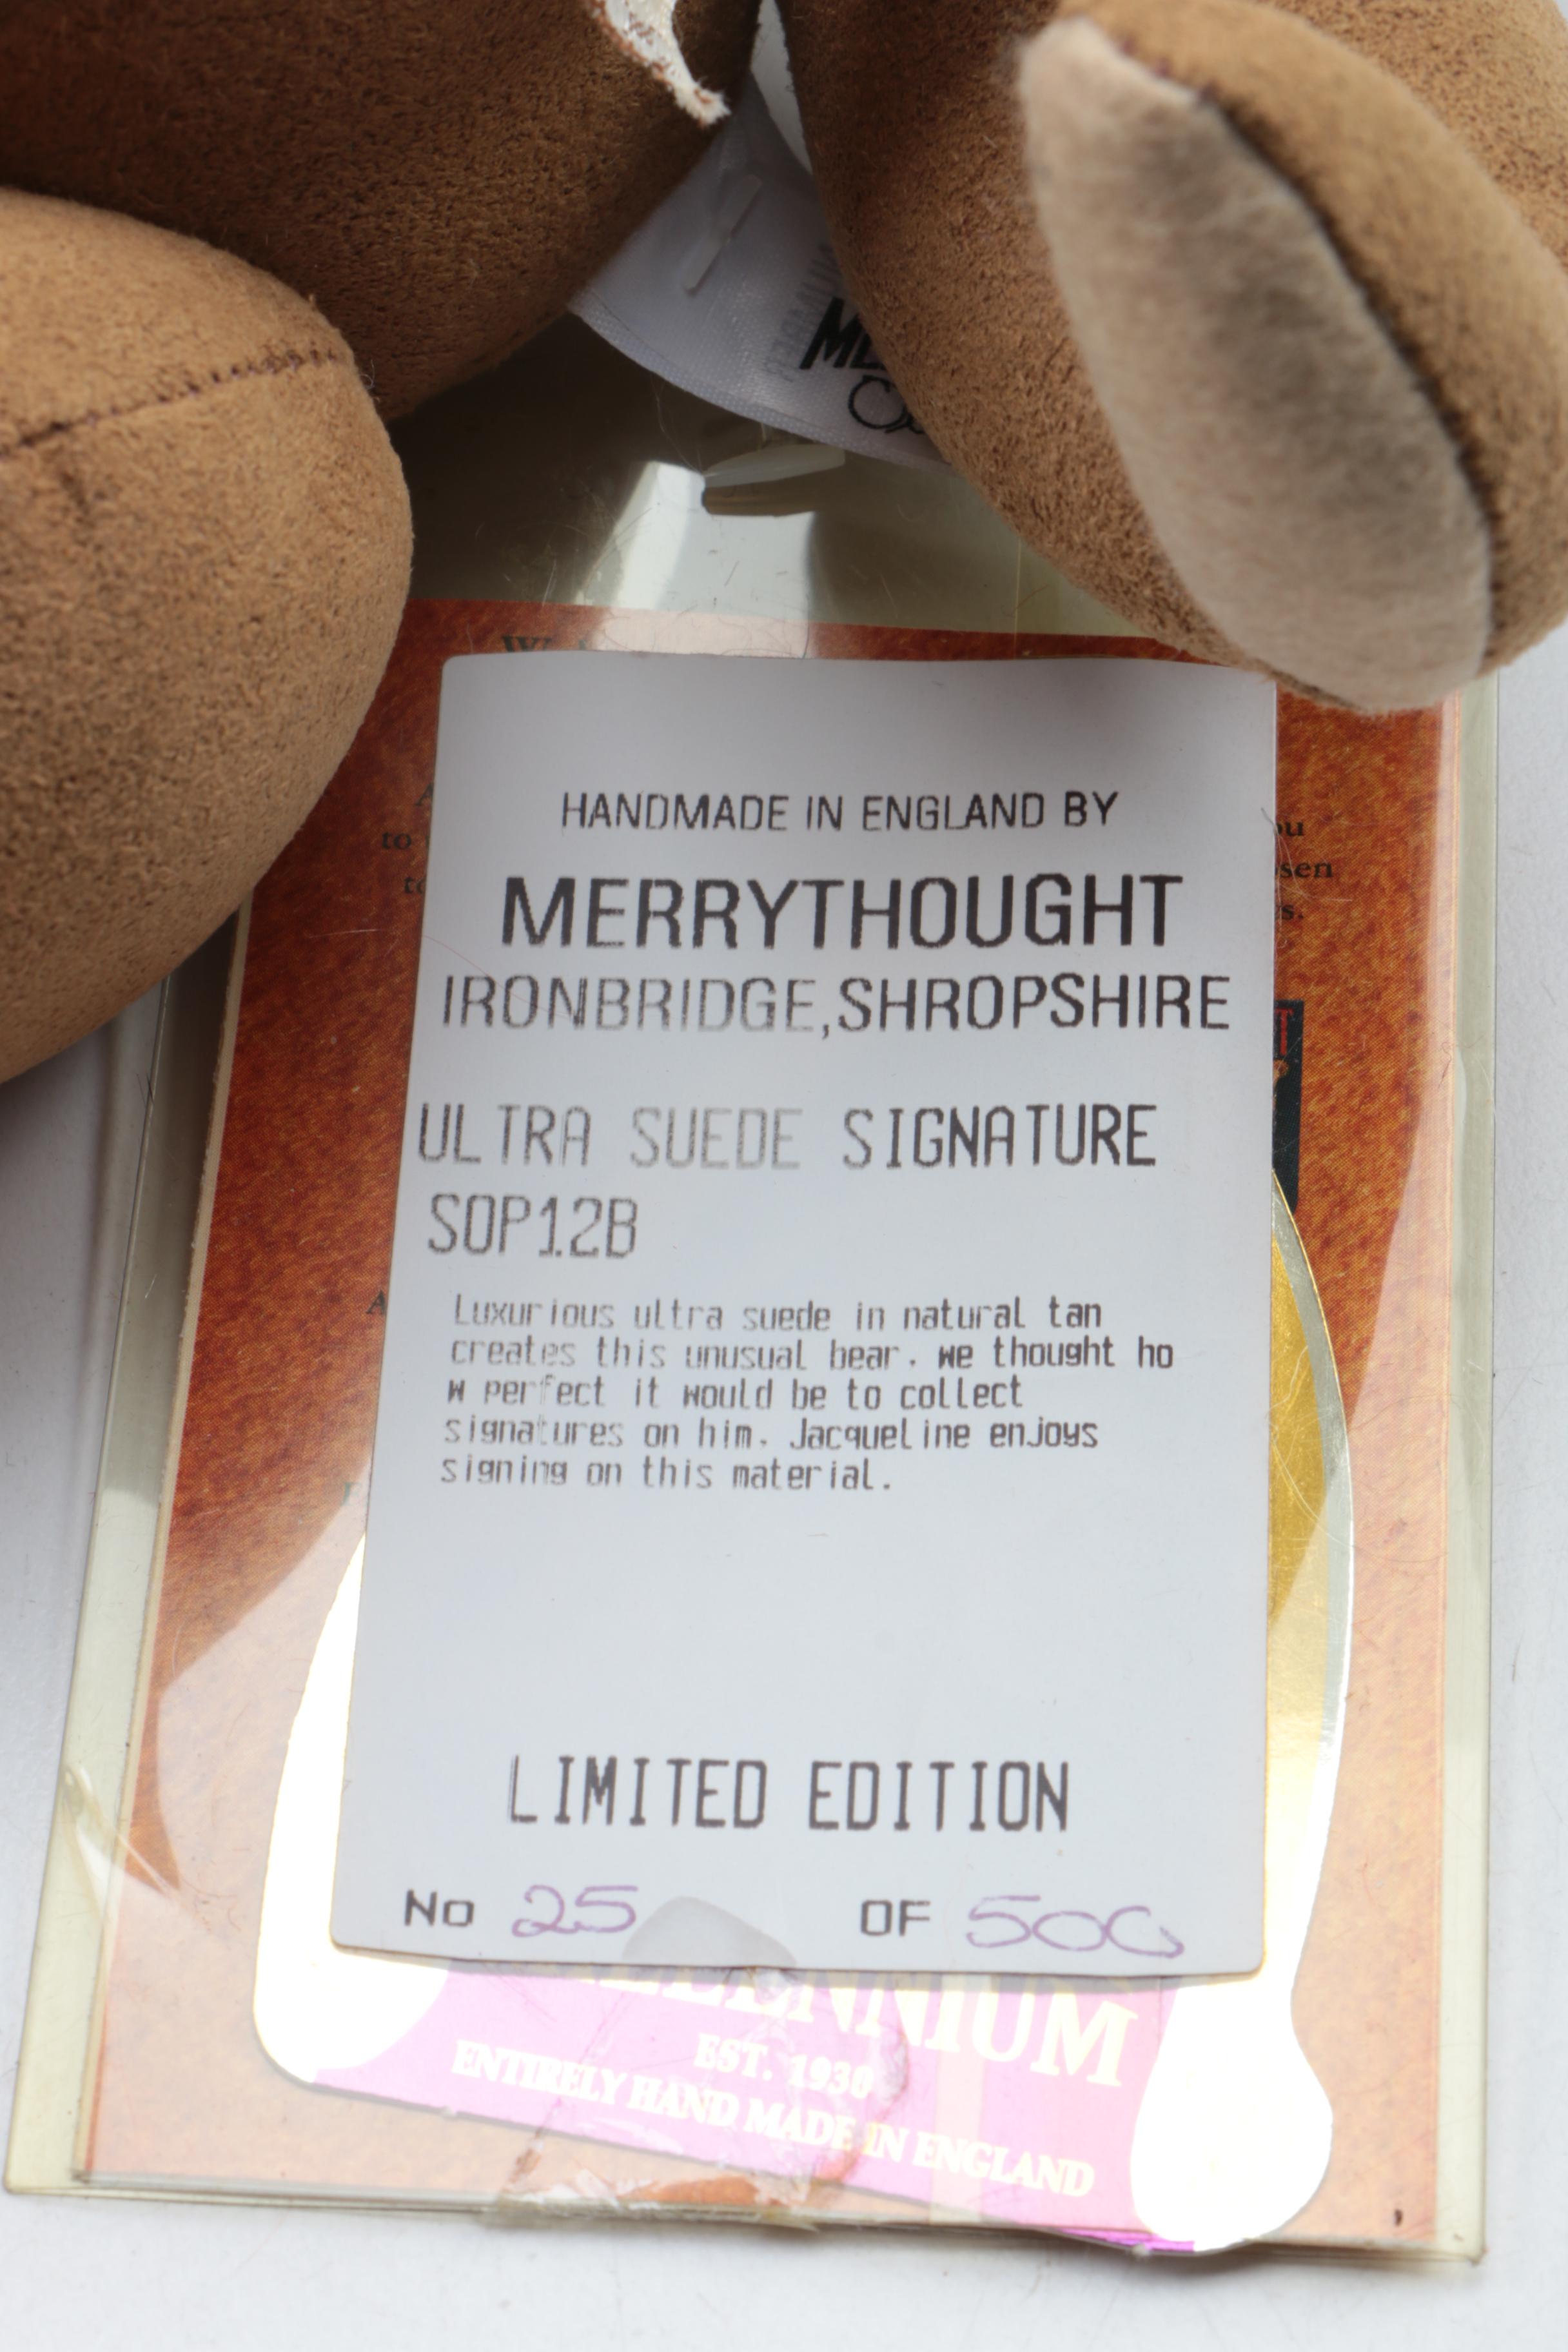 HANDMADE IN ENGLAND BY
MERRYTHOUGHT
IRONBRIDGE,SHROPSHIRE
ULTRA SUEDE SIGNATURE
SOP12B
Luxurious ultra suede in natural tan
creates this unusual bear. we thought ho
w perfect it would be to collect
signatures on him. Jacqueline enjoys
signing on this material.
LIMITED EDITION
No 25 OF 500
EST. 1930
ENTIRELY HAND MADE IN ENGLAND